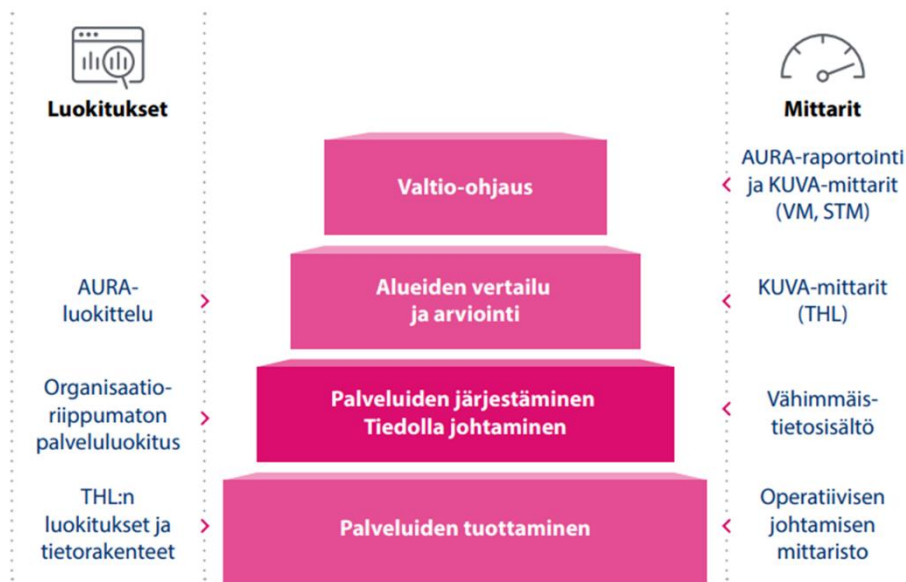 Luokitukset
Mittarit
Valtio-ohjaus
AURA-raportointi
ja KUVA-mittarit
(VM, STM)
AURA-
luokittelu
Alueiden vertailu
ja arviointi
KUVA-mittarit
(THL)
Organisaatio-
riippumaton
palveluluokitus
Palveluiden järjestäminen
Tiedolla johtaminen
Vähimmäis-
tietosisältö
THL:n
luokitukset ja
tietorakenteet
Palveluiden tuottaminen
Operatiivisen
johtamisen
mittaristo